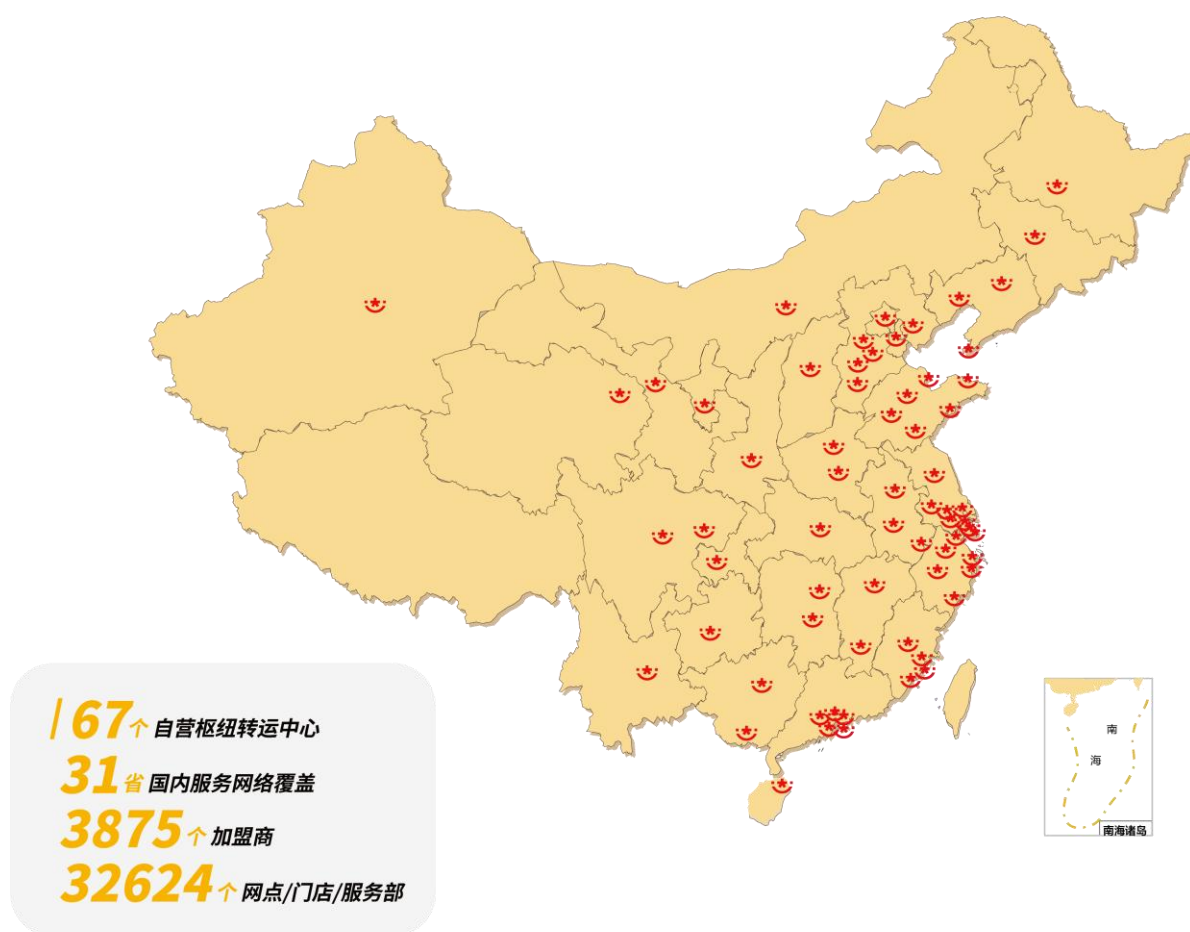 67个 自营枢纽转运中心
31省 国内服务网络覆盖
3875个 加盟商
32624个 网点/门店/服务部
南
海
南海诸岛